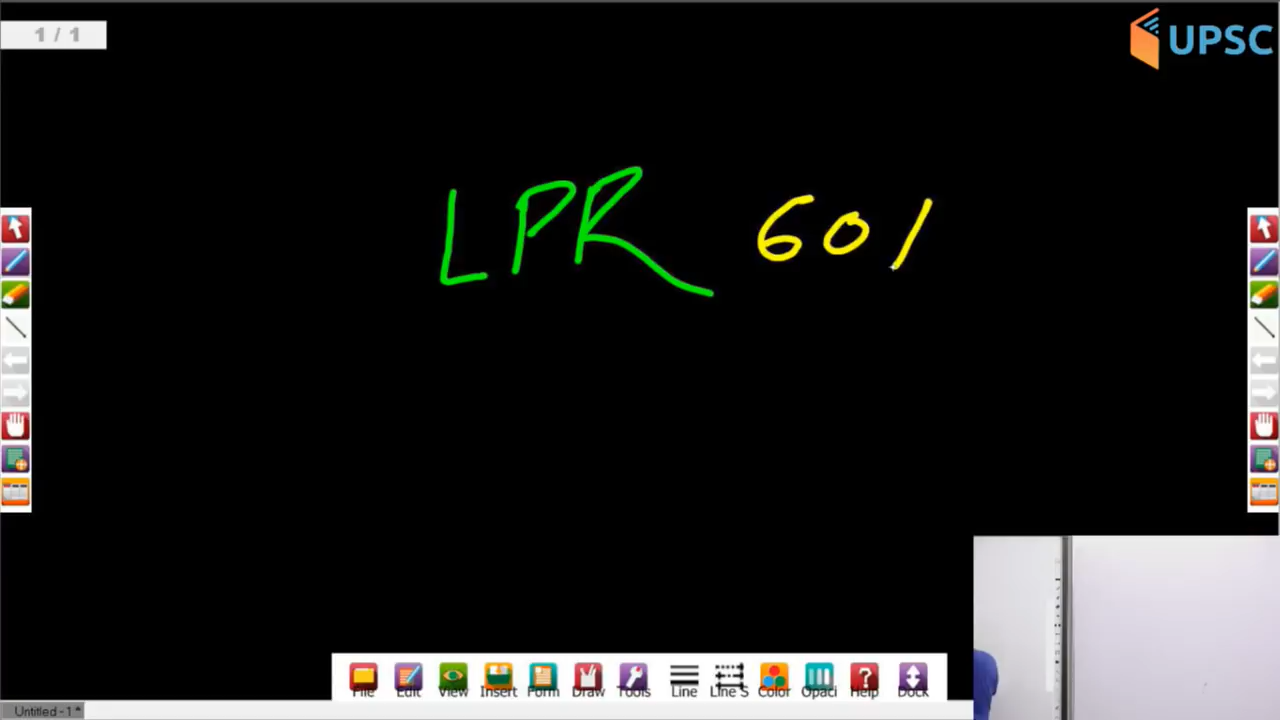 1 / 1
UPSC
LPR 60/
File Edit View Insert Form Draw Tools Line Line S Color Opaci Help Dock
Untitled - 1 *